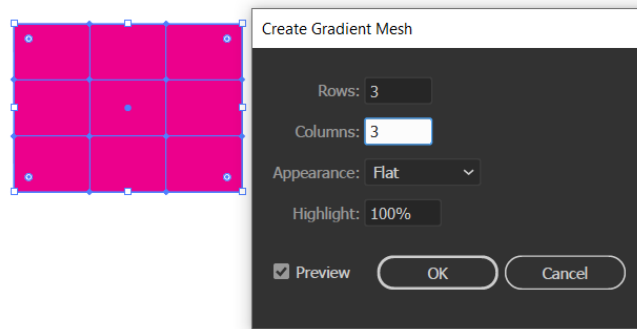 Create Gradient Mesh
Rows: 3
Columns: 3
Appearance: Flat
Highlight: 100%
Preview OK Cancel